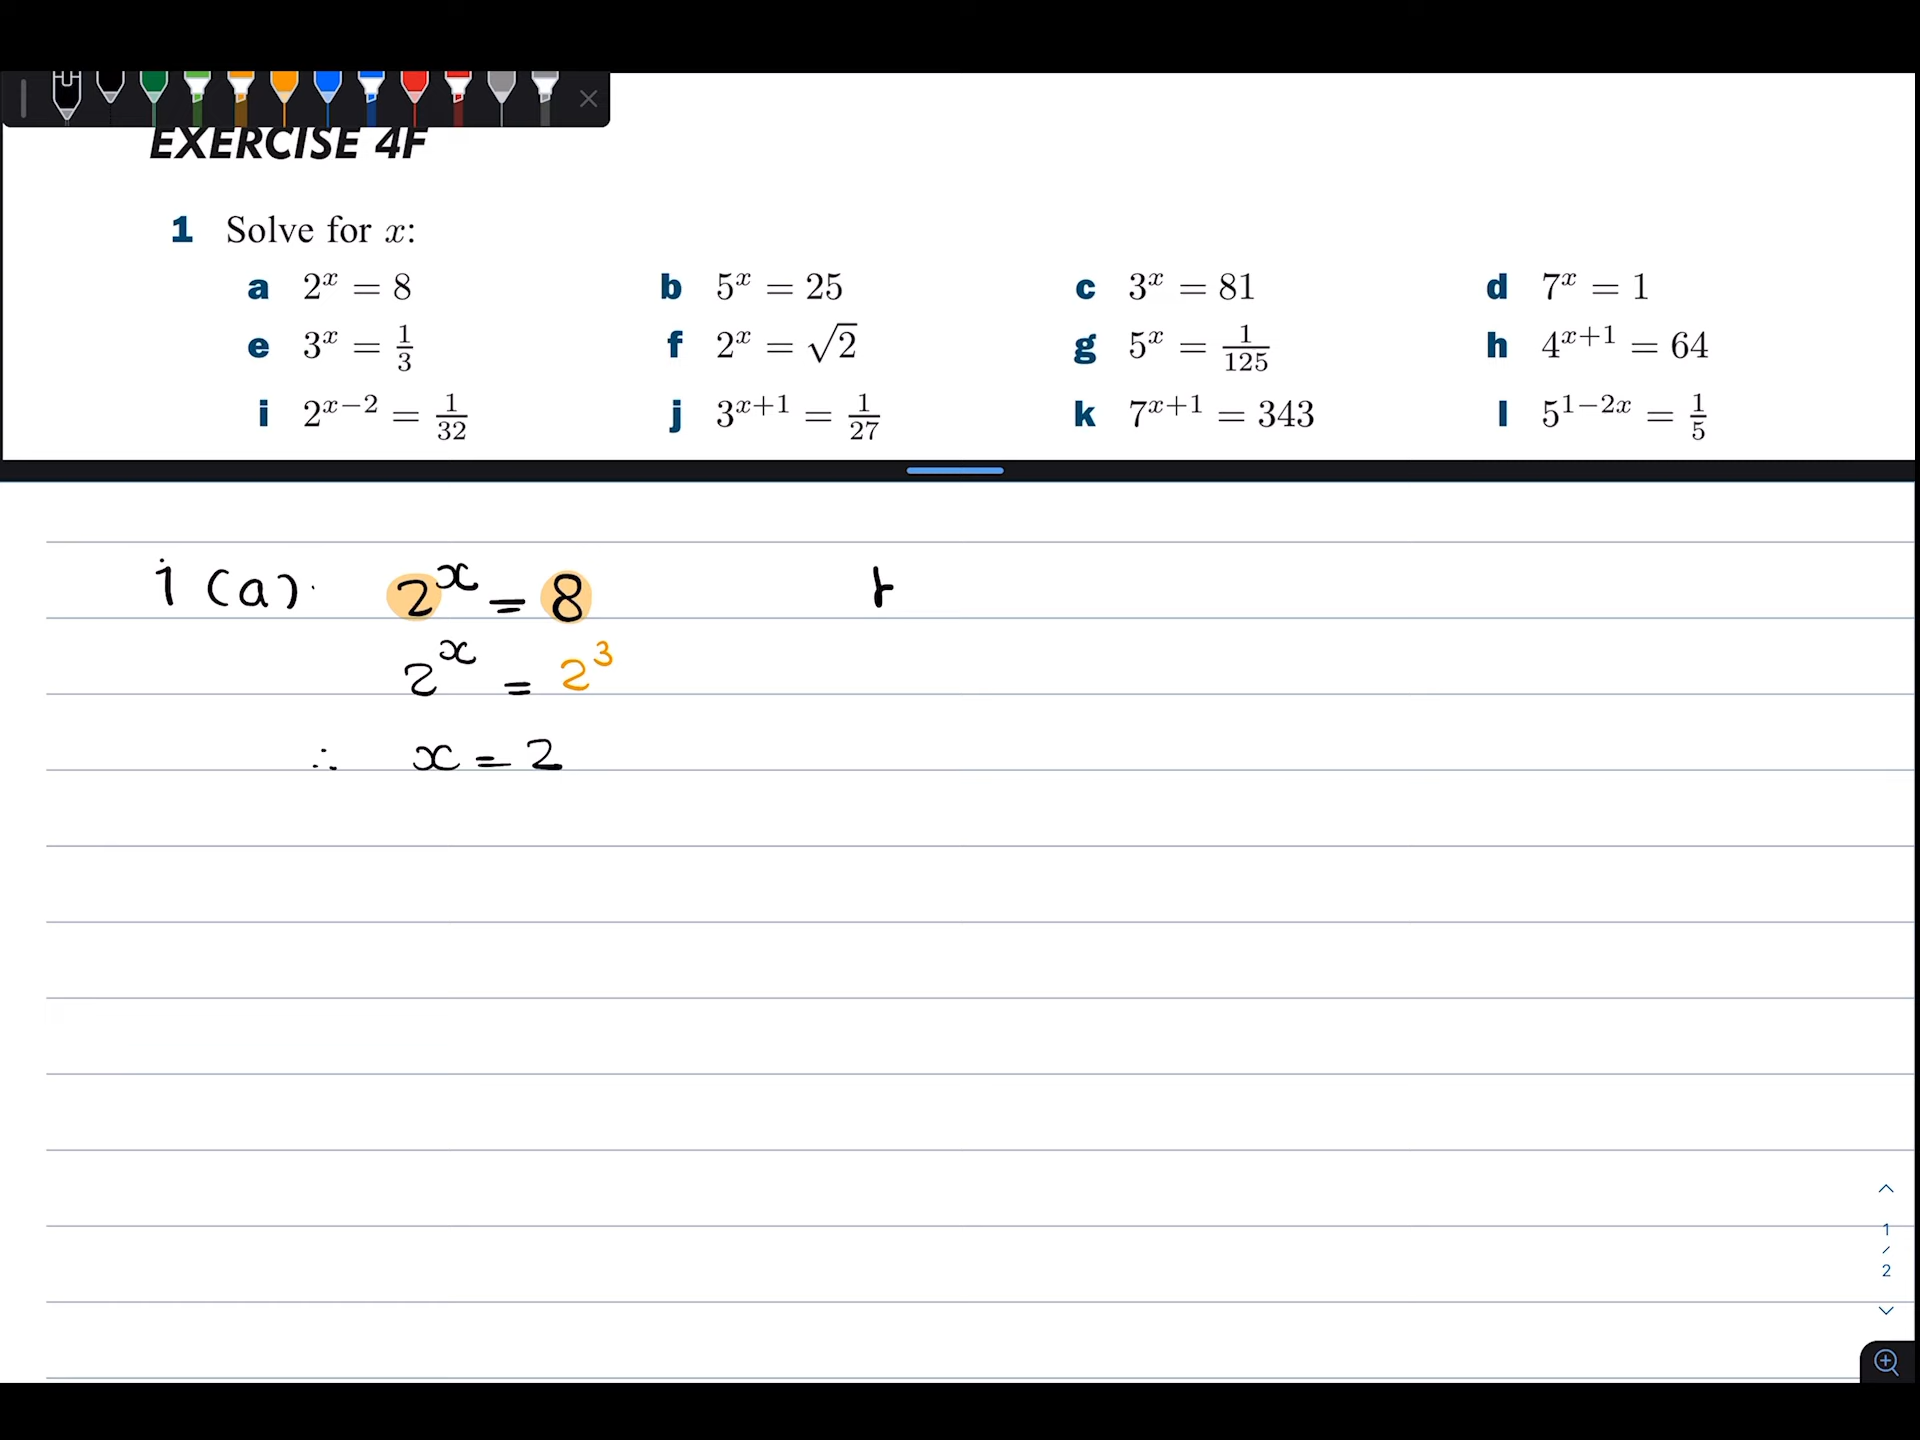 EXERCISE 4F
1 Solve for x:
a 2^x = 8 b 5^x = 25 c 3^x = 81 d 7^x = 1
e 3^x = 1/3 f 2^x = √2 g 5^x = 1/125 h 4^{x+1} = 64
i 2^{x−2} = 1/32 j 3^{x+1} = 1/27 k 7^{x+1} = 343 l 5^{1−2x} = 1/5
1 (a). 2^x = 8
2^x = 2^3
∴ x = 2
1
/
2